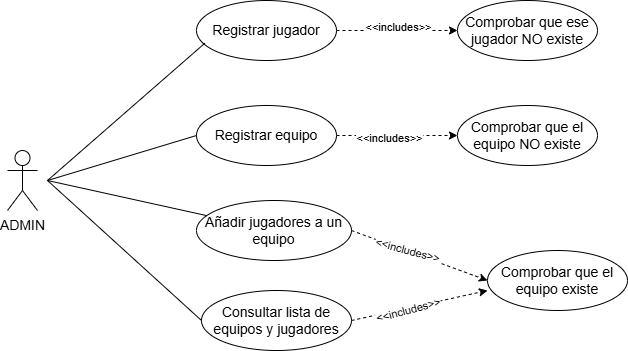 Registrar jugador
<<includes>>
Comprobar que ese
jugador NO existe
Registrar equipo
<<includes>>
Comprobar que el
equipo NO existe
ADMIN
Añadir jugadores a un
equipo
<<includes>>
Comprobar que el
equipo existe
Consultar lista de
equipos y jugadores
<<includes>>